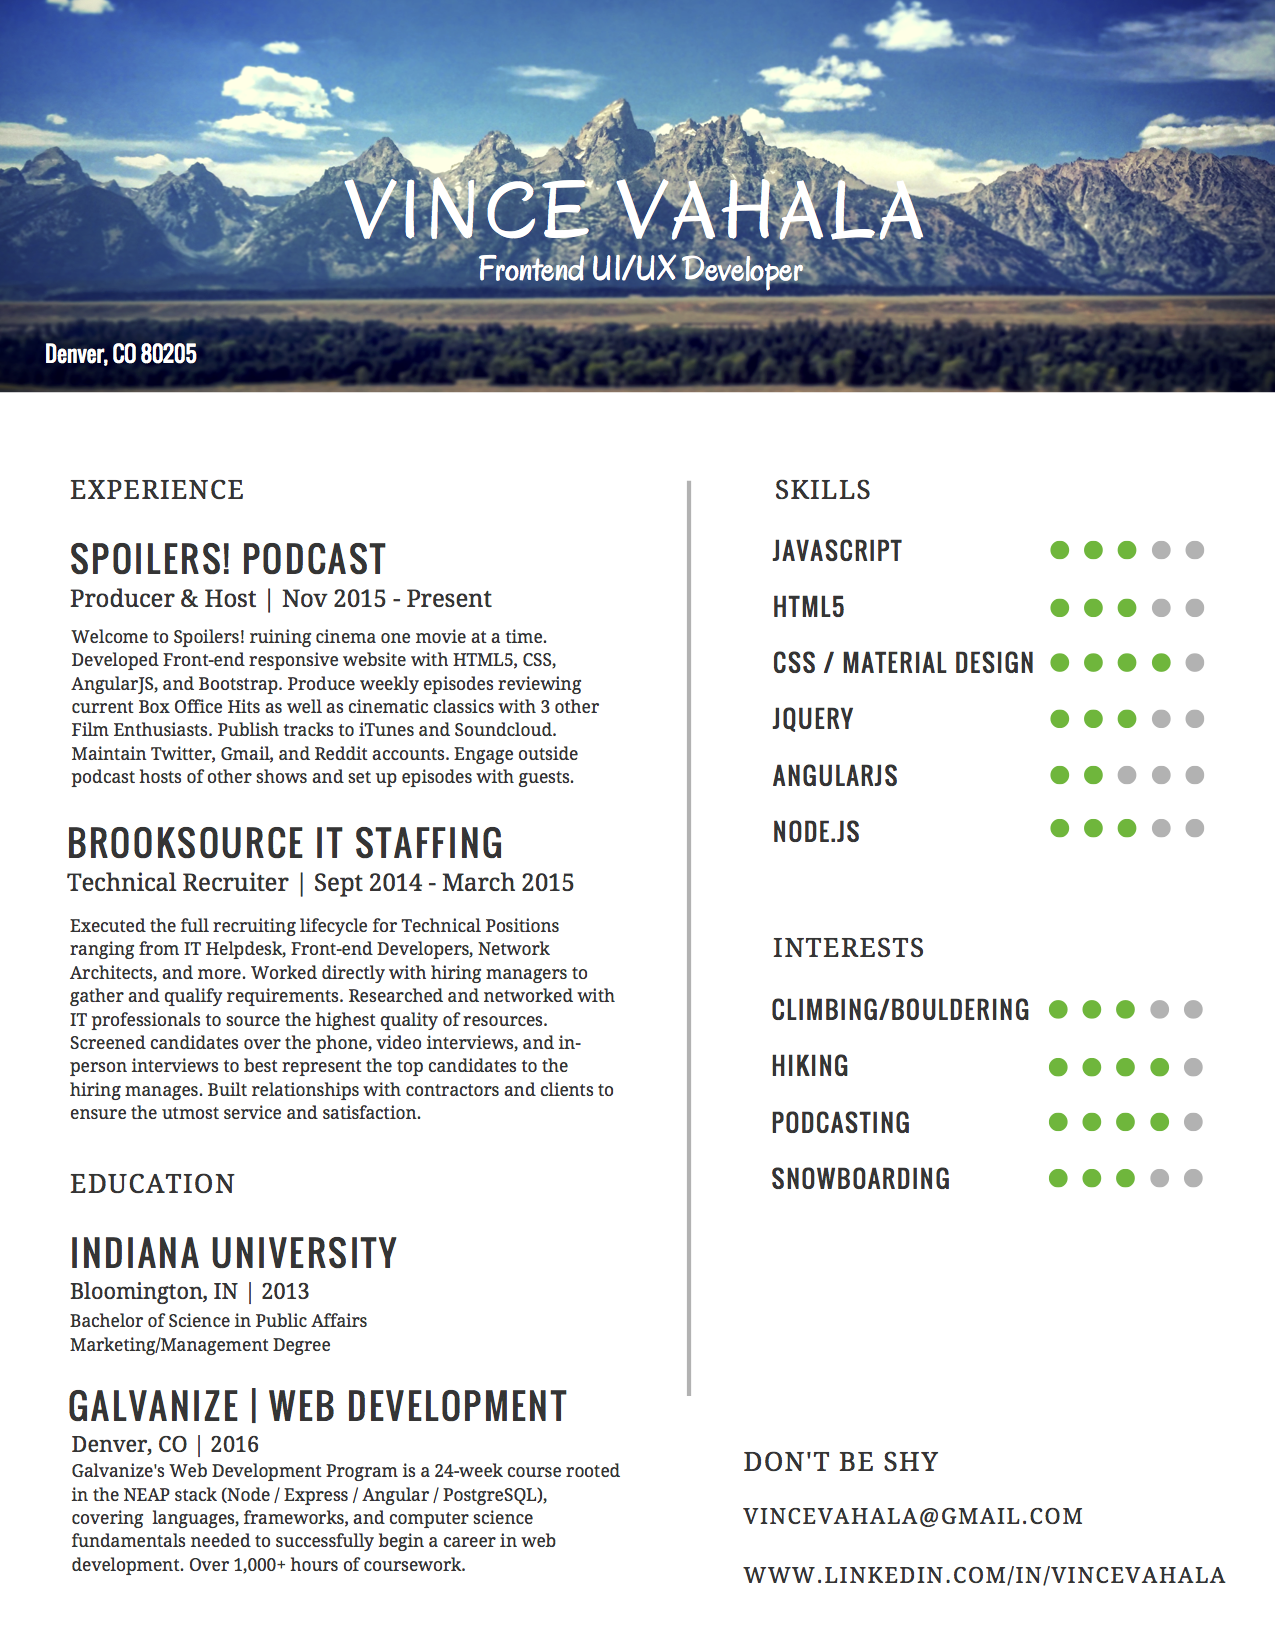 VINCE VAHALA
Frontend UI/UX Developer
Denver, CO 80205
EXPERIENCE
SPOILERS! PODCAST
Producer & Host | Nov 2015 - Present
Welcome to Spoilers! ruining cinema one movie at a time.
Developed Front-end responsive website with HTML5, CSS,
AngularJS, and Bootstrap. Produce weekly episodes reviewing
current Box Office Hits as well as cinematic classics with 3 other
Film Enthusiasts. Publish tracks to iTunes and Soundcloud.
Maintain Twitter, Gmail, and Reddit accounts. Engage outside
podcast hosts of other shows and set up episodes with guests.
BROOKSOURCE IT STAFFING
Technical Recruiter | Sept 2014 - March 2015
Executed the full recruiting lifecycle for Technical Positions
ranging from IT Helpdesk, Front-end Developers, Network
Architects, and more. Worked directly with hiring managers to
gather and qualify requirements. Researched and networked with
IT professionals to source the highest quality of resources.
Screened candidates over the phone, video interviews, and in-
person interviews to best represent the top candidates to the
hiring manages. Built relationships with contractors and clients to
ensure the utmost service and satisfaction.
EDUCATION
INDIANA UNIVERSITY
Bloomington, IN | 2013
Bachelor of Science in Public Affairs
Marketing/Management Degree
GALVANIZE | WEB DEVELOPMENT
Denver, CO | 2016
Galvanize's Web Development Program is a 24-week course rooted
in the NEAP stack (Node / Express / Angular / PostgreSQL),
covering languages, frameworks, and computer science
fundamentals needed to successfully begin a career in web
development. Over 1,000+ hours of coursework.
SKILLS
JAVASCRIPT
HTML5
CSS / MATERIAL DESIGN
JQUERY
ANGULARJS
NODE.JS
INTERESTS
CLIMBING/BOULDERING
HIKING
PODCASTING
SNOWBOARDING
DON'T BE SHY
VINCEVAHALA@GMAIL.COM
WWW.LINKEDIN.COM/IN/VINCEVAHALA